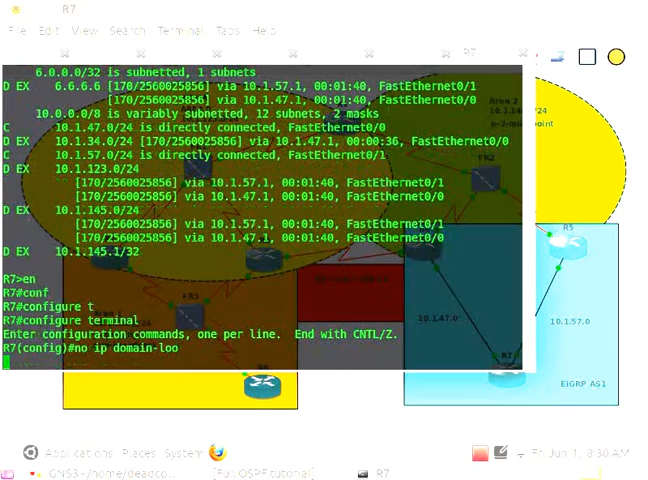 R7
File Edit View Search Terminal Tabs Help
R7
6.0.0.0/32 is subnetted, 1 subnets
D EX 6.6.6.6 [170/2560025856] via 10.1.57.1, 00:01:40, FastEthernet0/1
[170/2560025856] via 10.1.47.1, 00:01:40, FastEthernet0/0
10.0.0.0/8 is variably subnetted, 12 subnets, 2 masks
C 10.1.47.0/24 is directly connected, FastEthernet0/0
D EX 10.1.34.0/24 [170/2560025856] via 10.1.47.1, 00:00:36, FastEthernet0/0
C 10.1.57.0/24 is directly connected, FastEthernet0/1
D EX 10.1.123.0/24
[170/2560025856] via 10.1.57.1, 00:01:40, FastEthernet0/1
[170/2560025856] via 10.1.47.1, 00:01:40, FastEthernet0/0
D EX 10.1.145.0/24
[170/2560025856] via 10.1.57.1, 00:01:40, FastEthernet0/1
[170/2560025856] via 10.1.47.1, 00:01:40, FastEthernet0/0
D EX 10.1.145.1/32
R7>en
R7#conf
R7#configure t
R7#configure terminal
Enter configuration commands, one per line. End with CNTL/Z.
R7(config)#no ip domain-loo
Area 2
FR2
R5
FR3
10.1.47.0
10.1.57.0
R7
EIGRP AS1
Applications Places System
Fri Jun 1, 8:30 AM
GNS3 - /home/deadco...
[Full OSPF tutorial]
R7